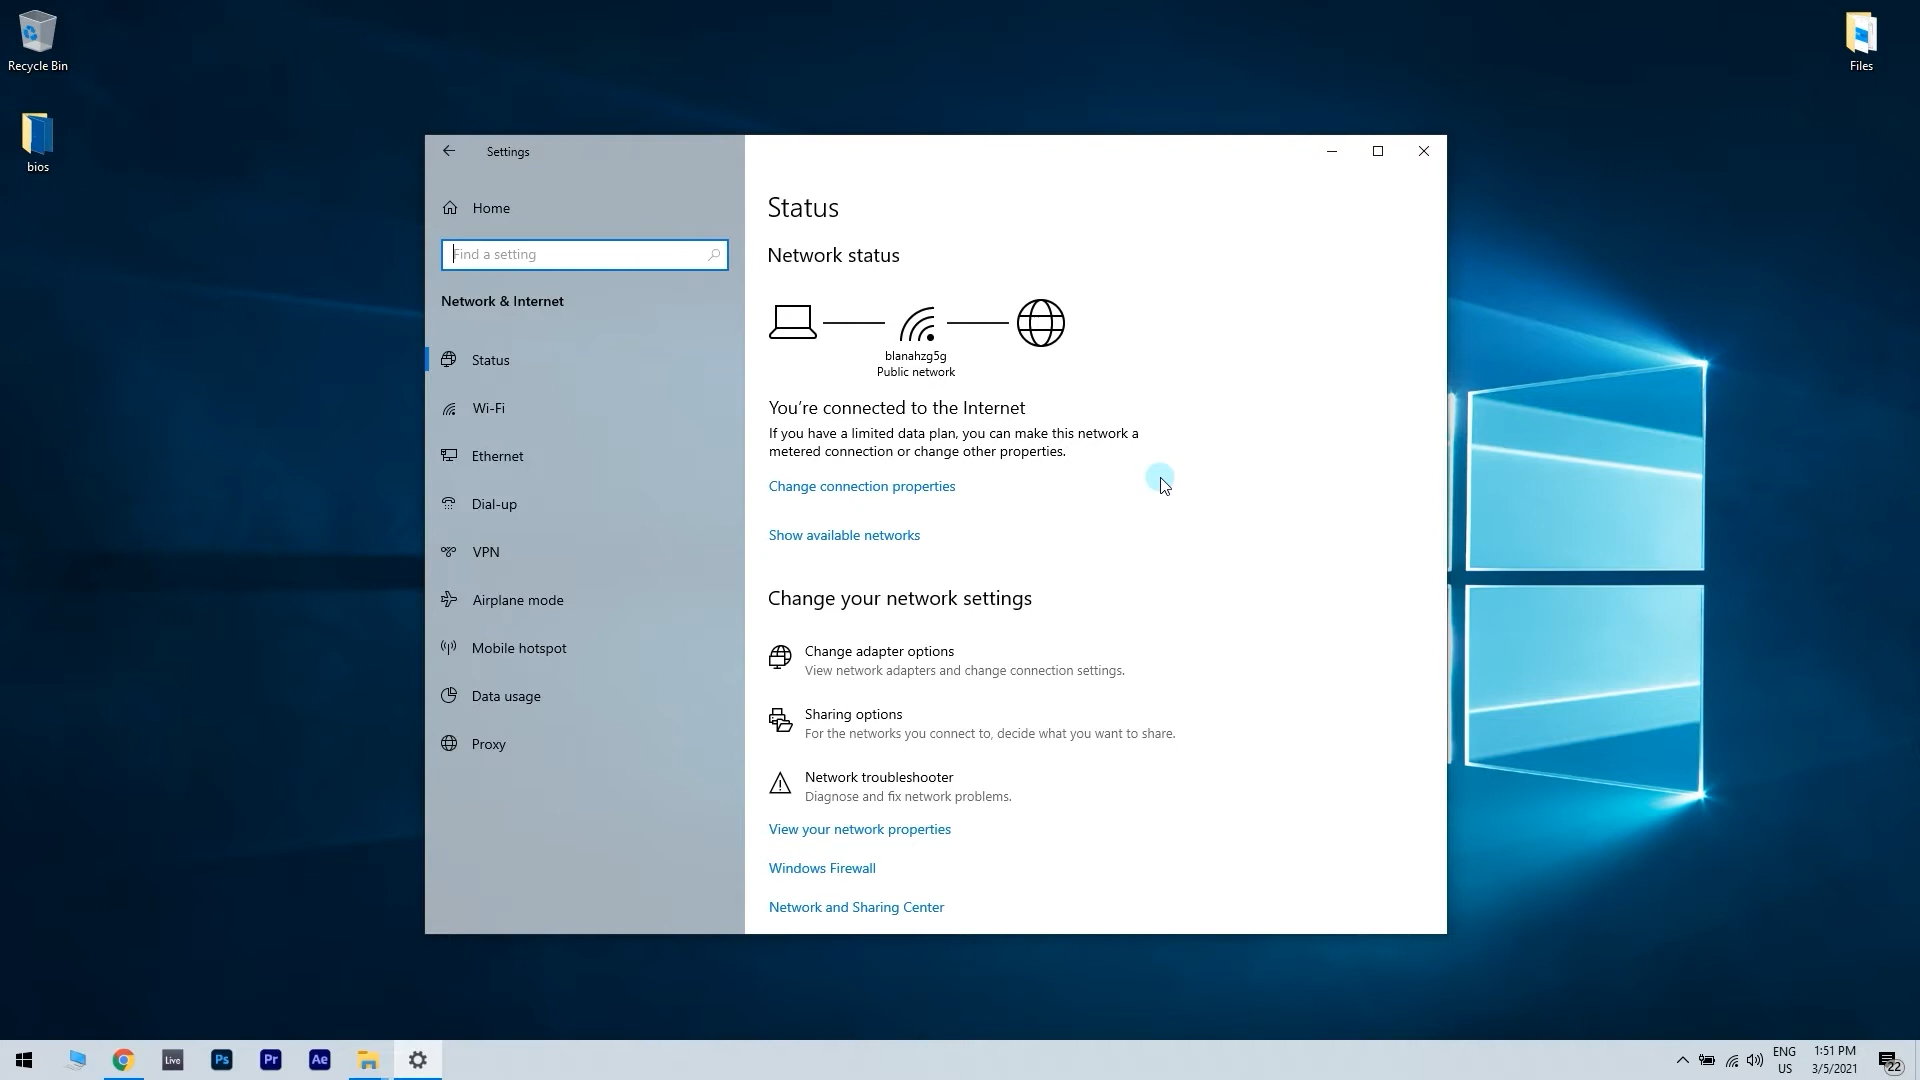 Recycle Bin
bios
Files
Settings
Home
Find a setting
Network & Internet
Status
Wi-Fi
Ethernet
Dial-up
VPN
Airplane mode
Mobile hotspot
Data usage
Proxy
Status
Network status
blanahzg5g
Public network
You’re connected to the Internet
If you have a limited data plan, you can make this network a
metered connection or change other properties.
Change connection properties
Show available networks
Change your network settings
Change adapter options
View network adapters and change connection settings.
Sharing options
For the networks you connect to, decide what you want to share.
Network troubleshooter
Diagnose and fix network problems.
View your network properties
Windows Firewall
Network and Sharing Center
Live
Ps
Pr
Ae
ENG
US
1:51 PM
3/5/2021
22